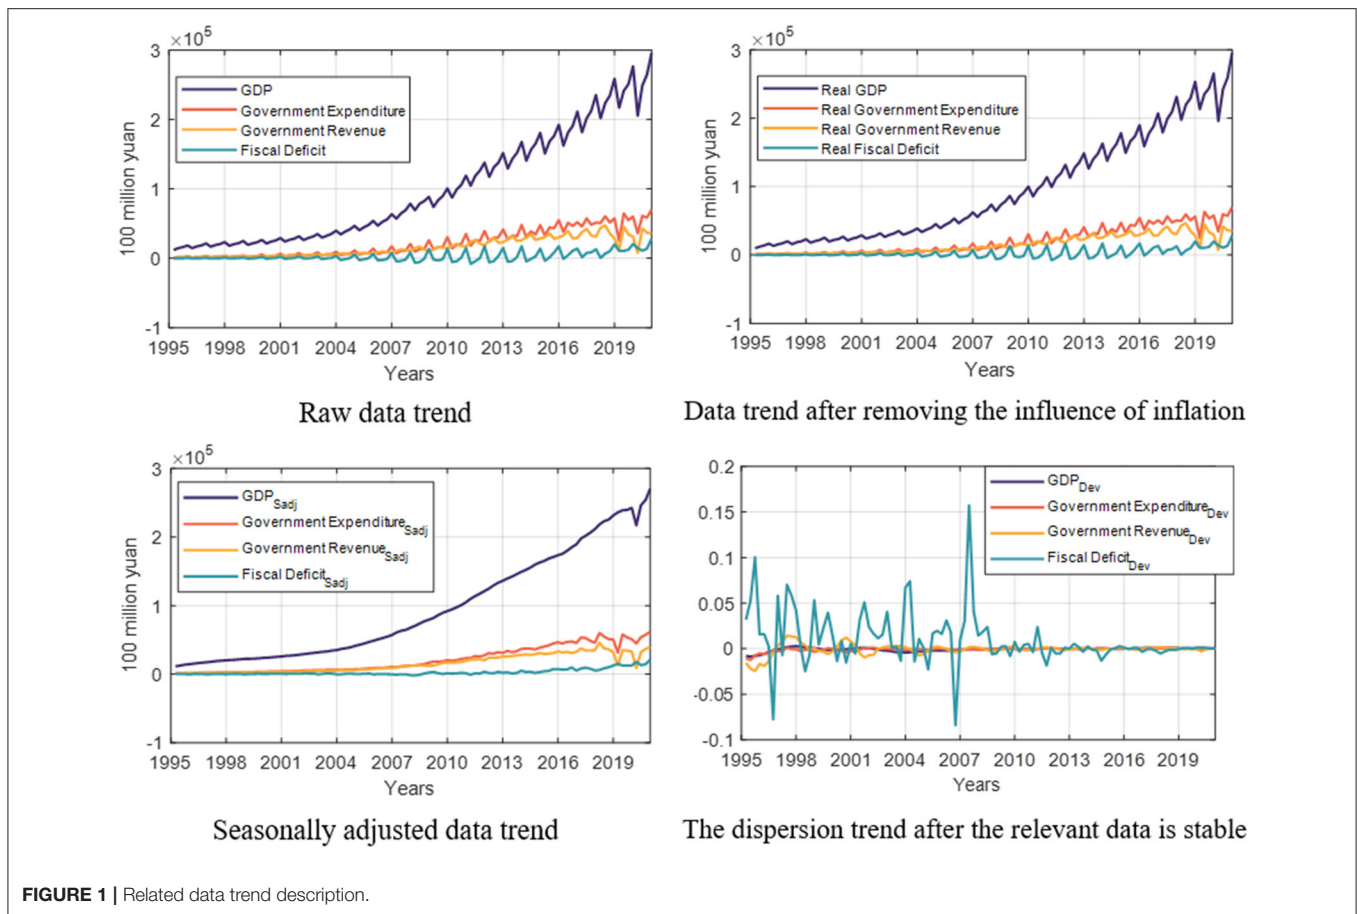 ×10⁵
3
2
1
0
-1
100 million yuan
GDP
Government Expenditure
Government Revenue
Fiscal Deficit
1995 1998 2001 2004 2007 2010 2013 2016 2019
Years
Raw data trend
×10⁵
3
2
1
0
-1
100 million yuan
Real GDP
Real Government Expenditure
Real Government Revenue
Real Fiscal Deficit
1995 1998 2001 2004 2007 2010 2013 2016 2019
Years
Data trend after removing the influence of inflation
×10⁵
3
2
1
0
-1
100 million yuan
GDP_Sadj
Government Expenditure_Sadj
Government Revenue_Sadj
Fiscal Deficit_Sadj
1995 1998 2001 2004 2007 2010 2013 2016 2019
Years
Seasonally adjusted data trend
0.2
0.15
0.1
0.05
0
-0.05
-0.1
GDP_Dev
Government Expenditure_Dev
Government Revenue_Dev
Fiscal Deficit_Dev
1995 1998 2001 2004 2007 2010 2013 2016 2019
Years
The dispersion trend after the relevant data is stable
FIGURE 1 | Related data trend description.